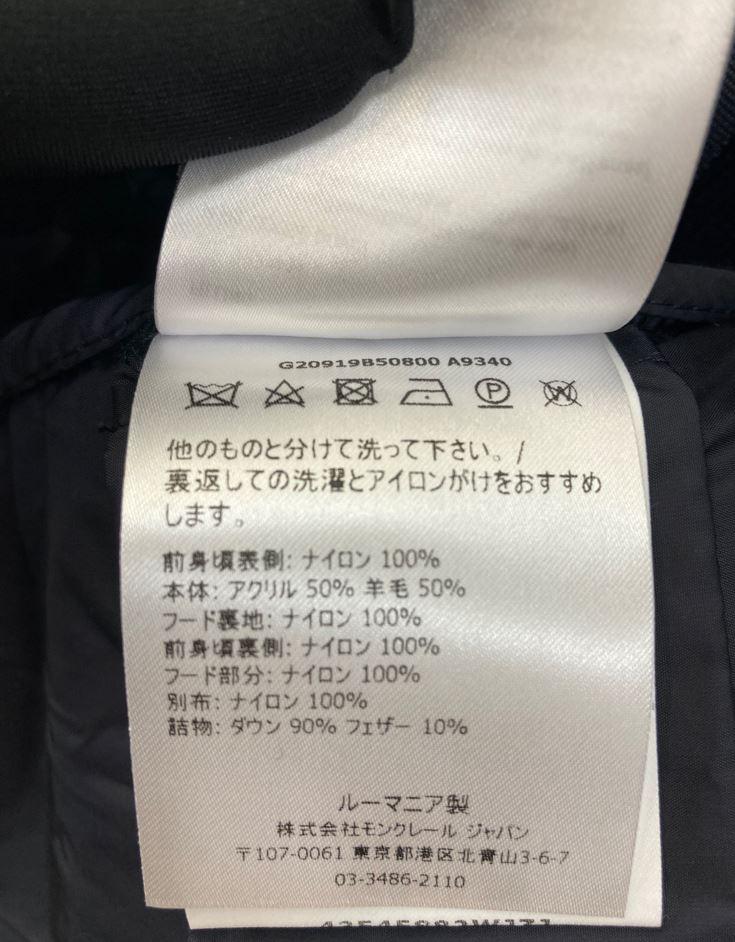 G20919B50800 A9340
P
W
他のものと分けて洗って下さい。/
裏返しての洗濯とアイロンがけをおすすめ
します。
前身頃表側: ナイロン 100%
本体: アクリル 50% 羊毛 50%
フード裏地: ナイロン 100%
前身頃裏側: ナイロン 100%
フード部分: ナイロン 100%
別布: ナイロン 100%
詰物: ダウン 90% フェザー 10%
ルーマニア製
株式会社モンクレール ジャパン
〒107-0061 東京都港区北青山3-6-7
03-3486-2110